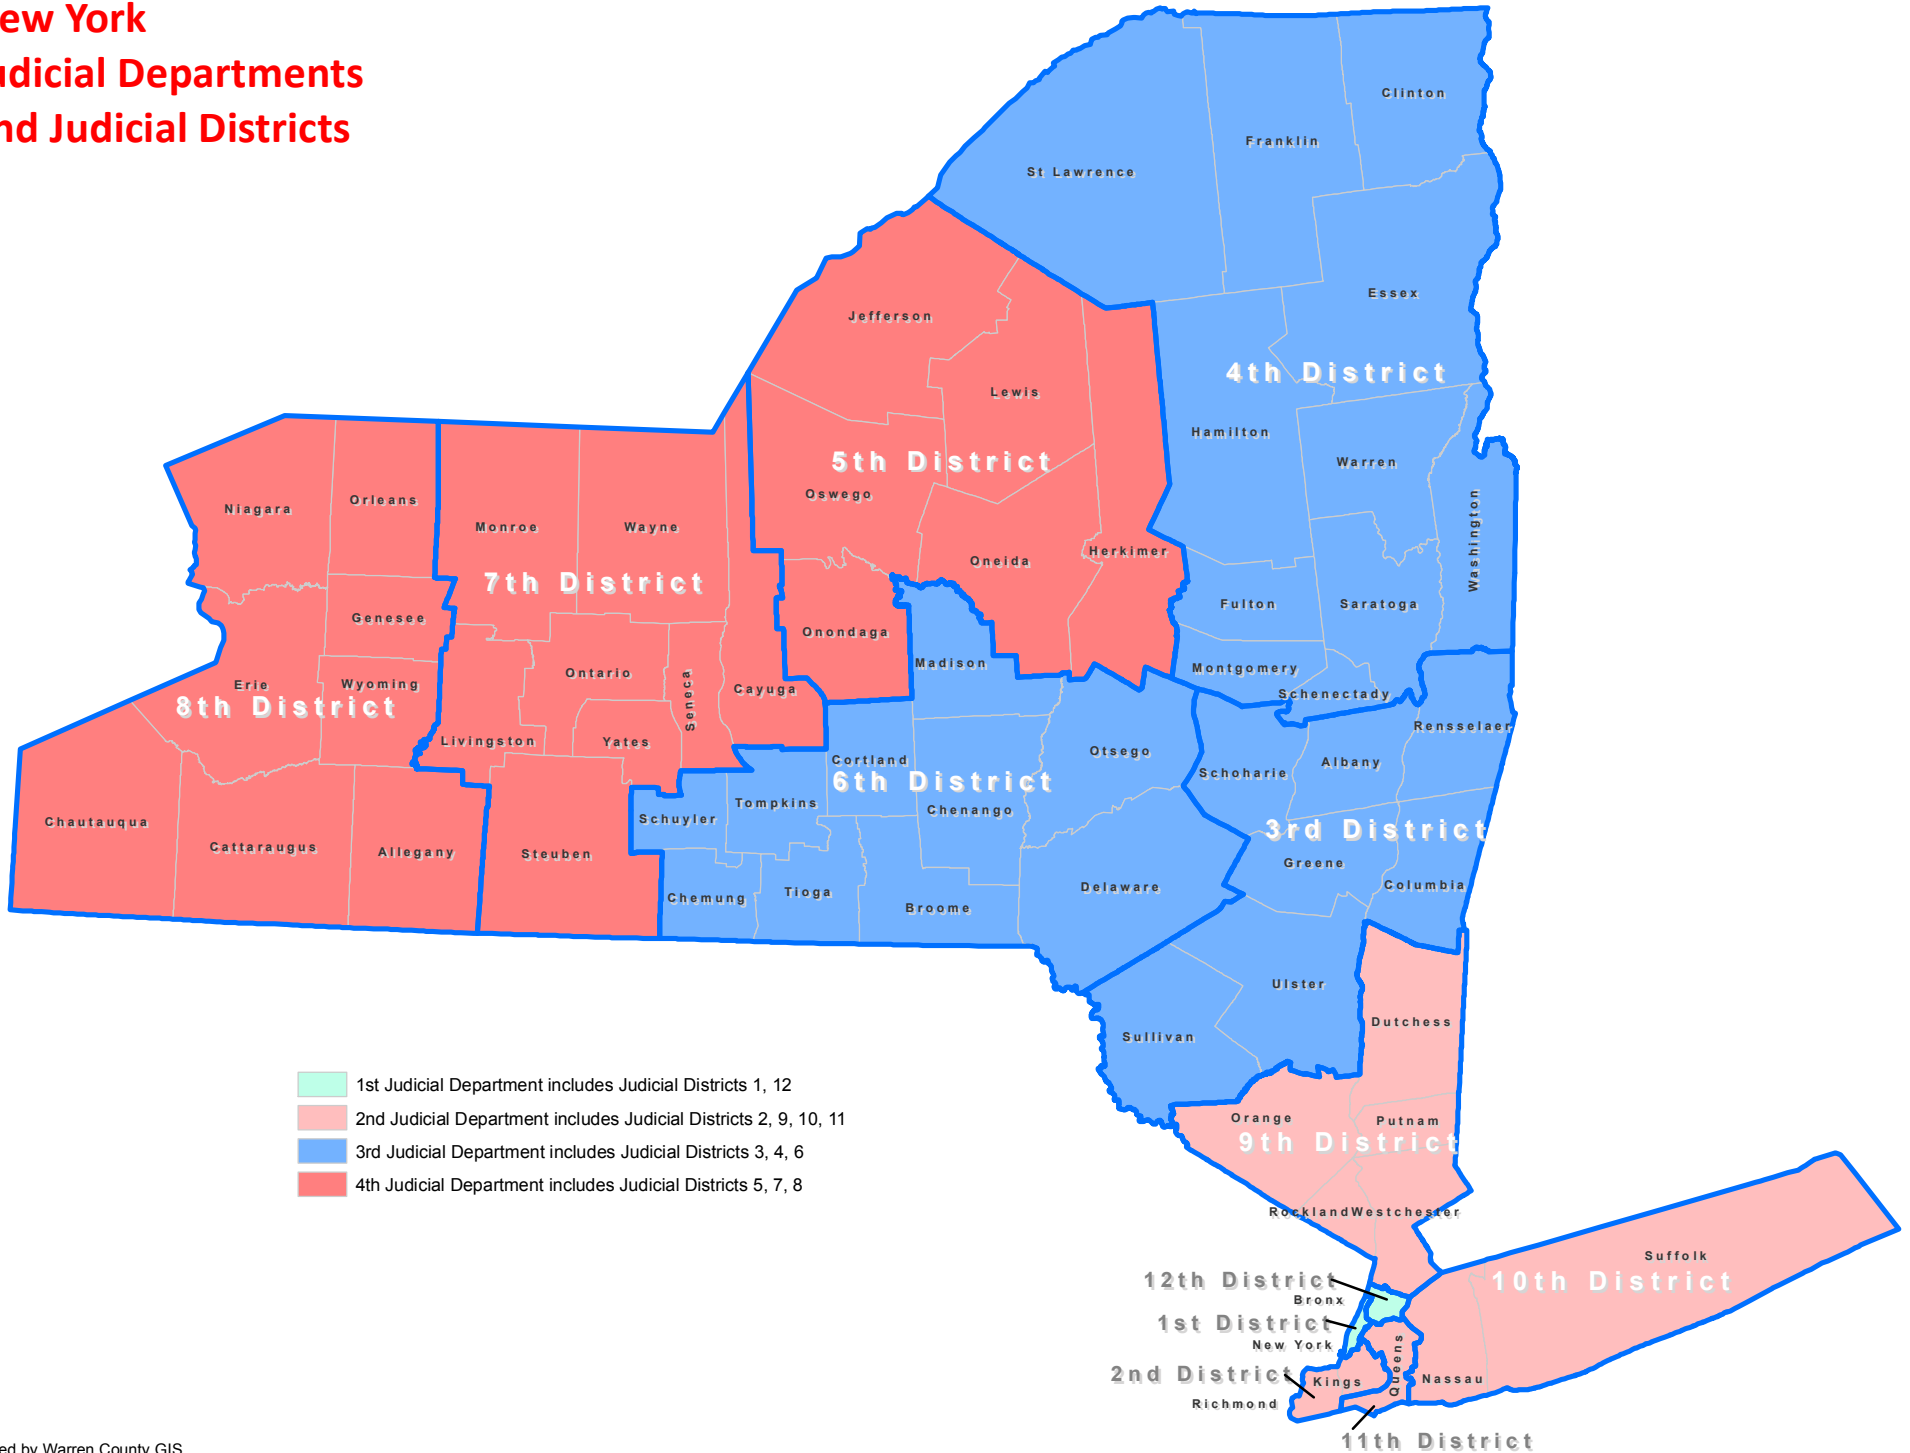 ew York
udicial Departments
nd Judicial Districts
Clinton
Franklin
St Lawrence
Essex
Jefferson
4th District
Lewis
Hamilton
Warren
5th District
Oswego
Orleans
Niagara
Monroe
Wayne
Washington
Herkimer
Oneida
7th District
Fulton
Saratoga
Genesee
Onondaga
Madison
Montgomery
Ontario
Seneca
Cayuga
Erie
Wyoming
Schenectady
8th District
Rensselaer
Livingston
Yates
Otsego
Cortland
Albany
Schoharie
6th District
Tompkins
Chenango
Schuyler
Chautauqua
3rd District
Cattaraugus
Allegany
Steuben
Greene
Columbia
Delaware
Tioga
Chemung
Broome
Ulster
Dutchess
Sullivan
1st Judicial Department includes Judicial Districts 1, 12
2nd Judicial Department includes Judicial Districts 2, 9, 10, 11
3rd Judicial Department includes Judicial Districts 3, 4, 6
4th Judicial Department includes Judicial Districts 5, 7, 8
Orange
Putnam
9th District
Rockland
Westchester
Suffolk
10th District
12th District
Bronx
1st District
New York
2nd District
Kings
Queens
Nassau
Richmond
11th District
ed by Warren County GIS